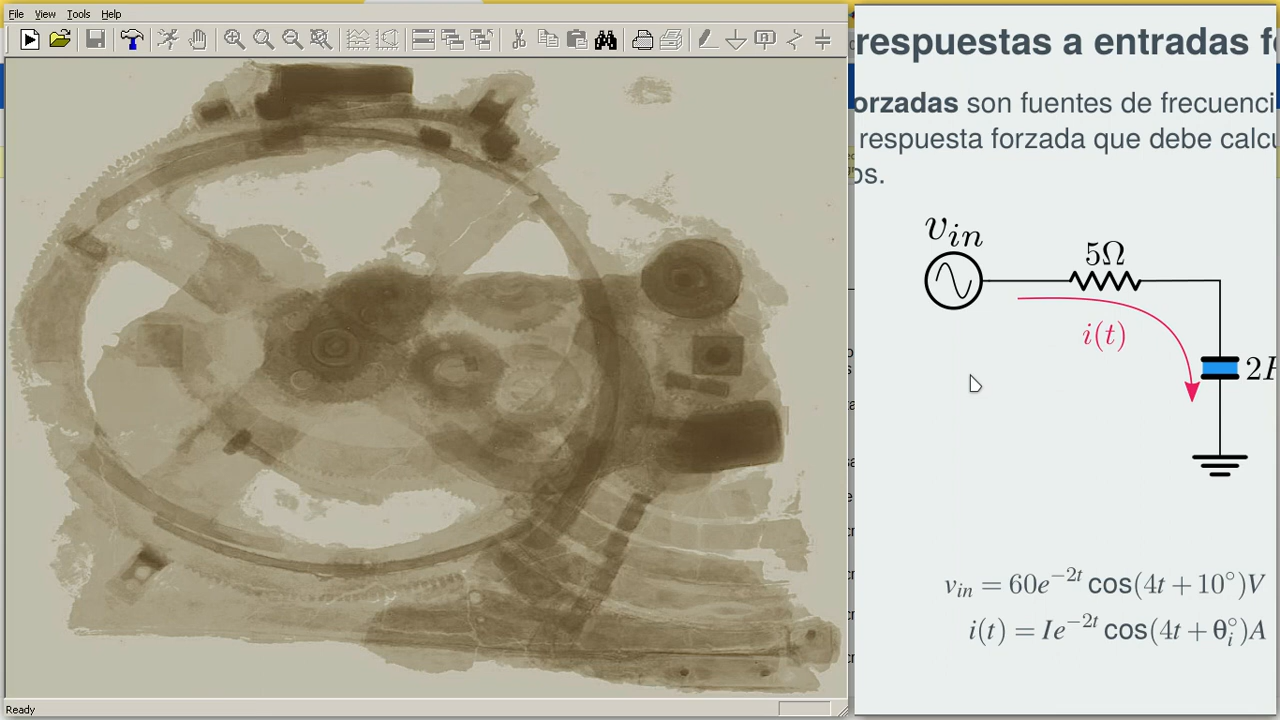 File View Tools Help
respuestas a entradas f
orzadas son fuentes de frecuenci
respuesta forzada que debe calcu
os.
v_in
5Ω
i(t)
2H
v_in = 60e^{-2t} cos(4t + 10°)V
i(t) = Ie^{-2t} cos(4t + θ_i°)A
Ready